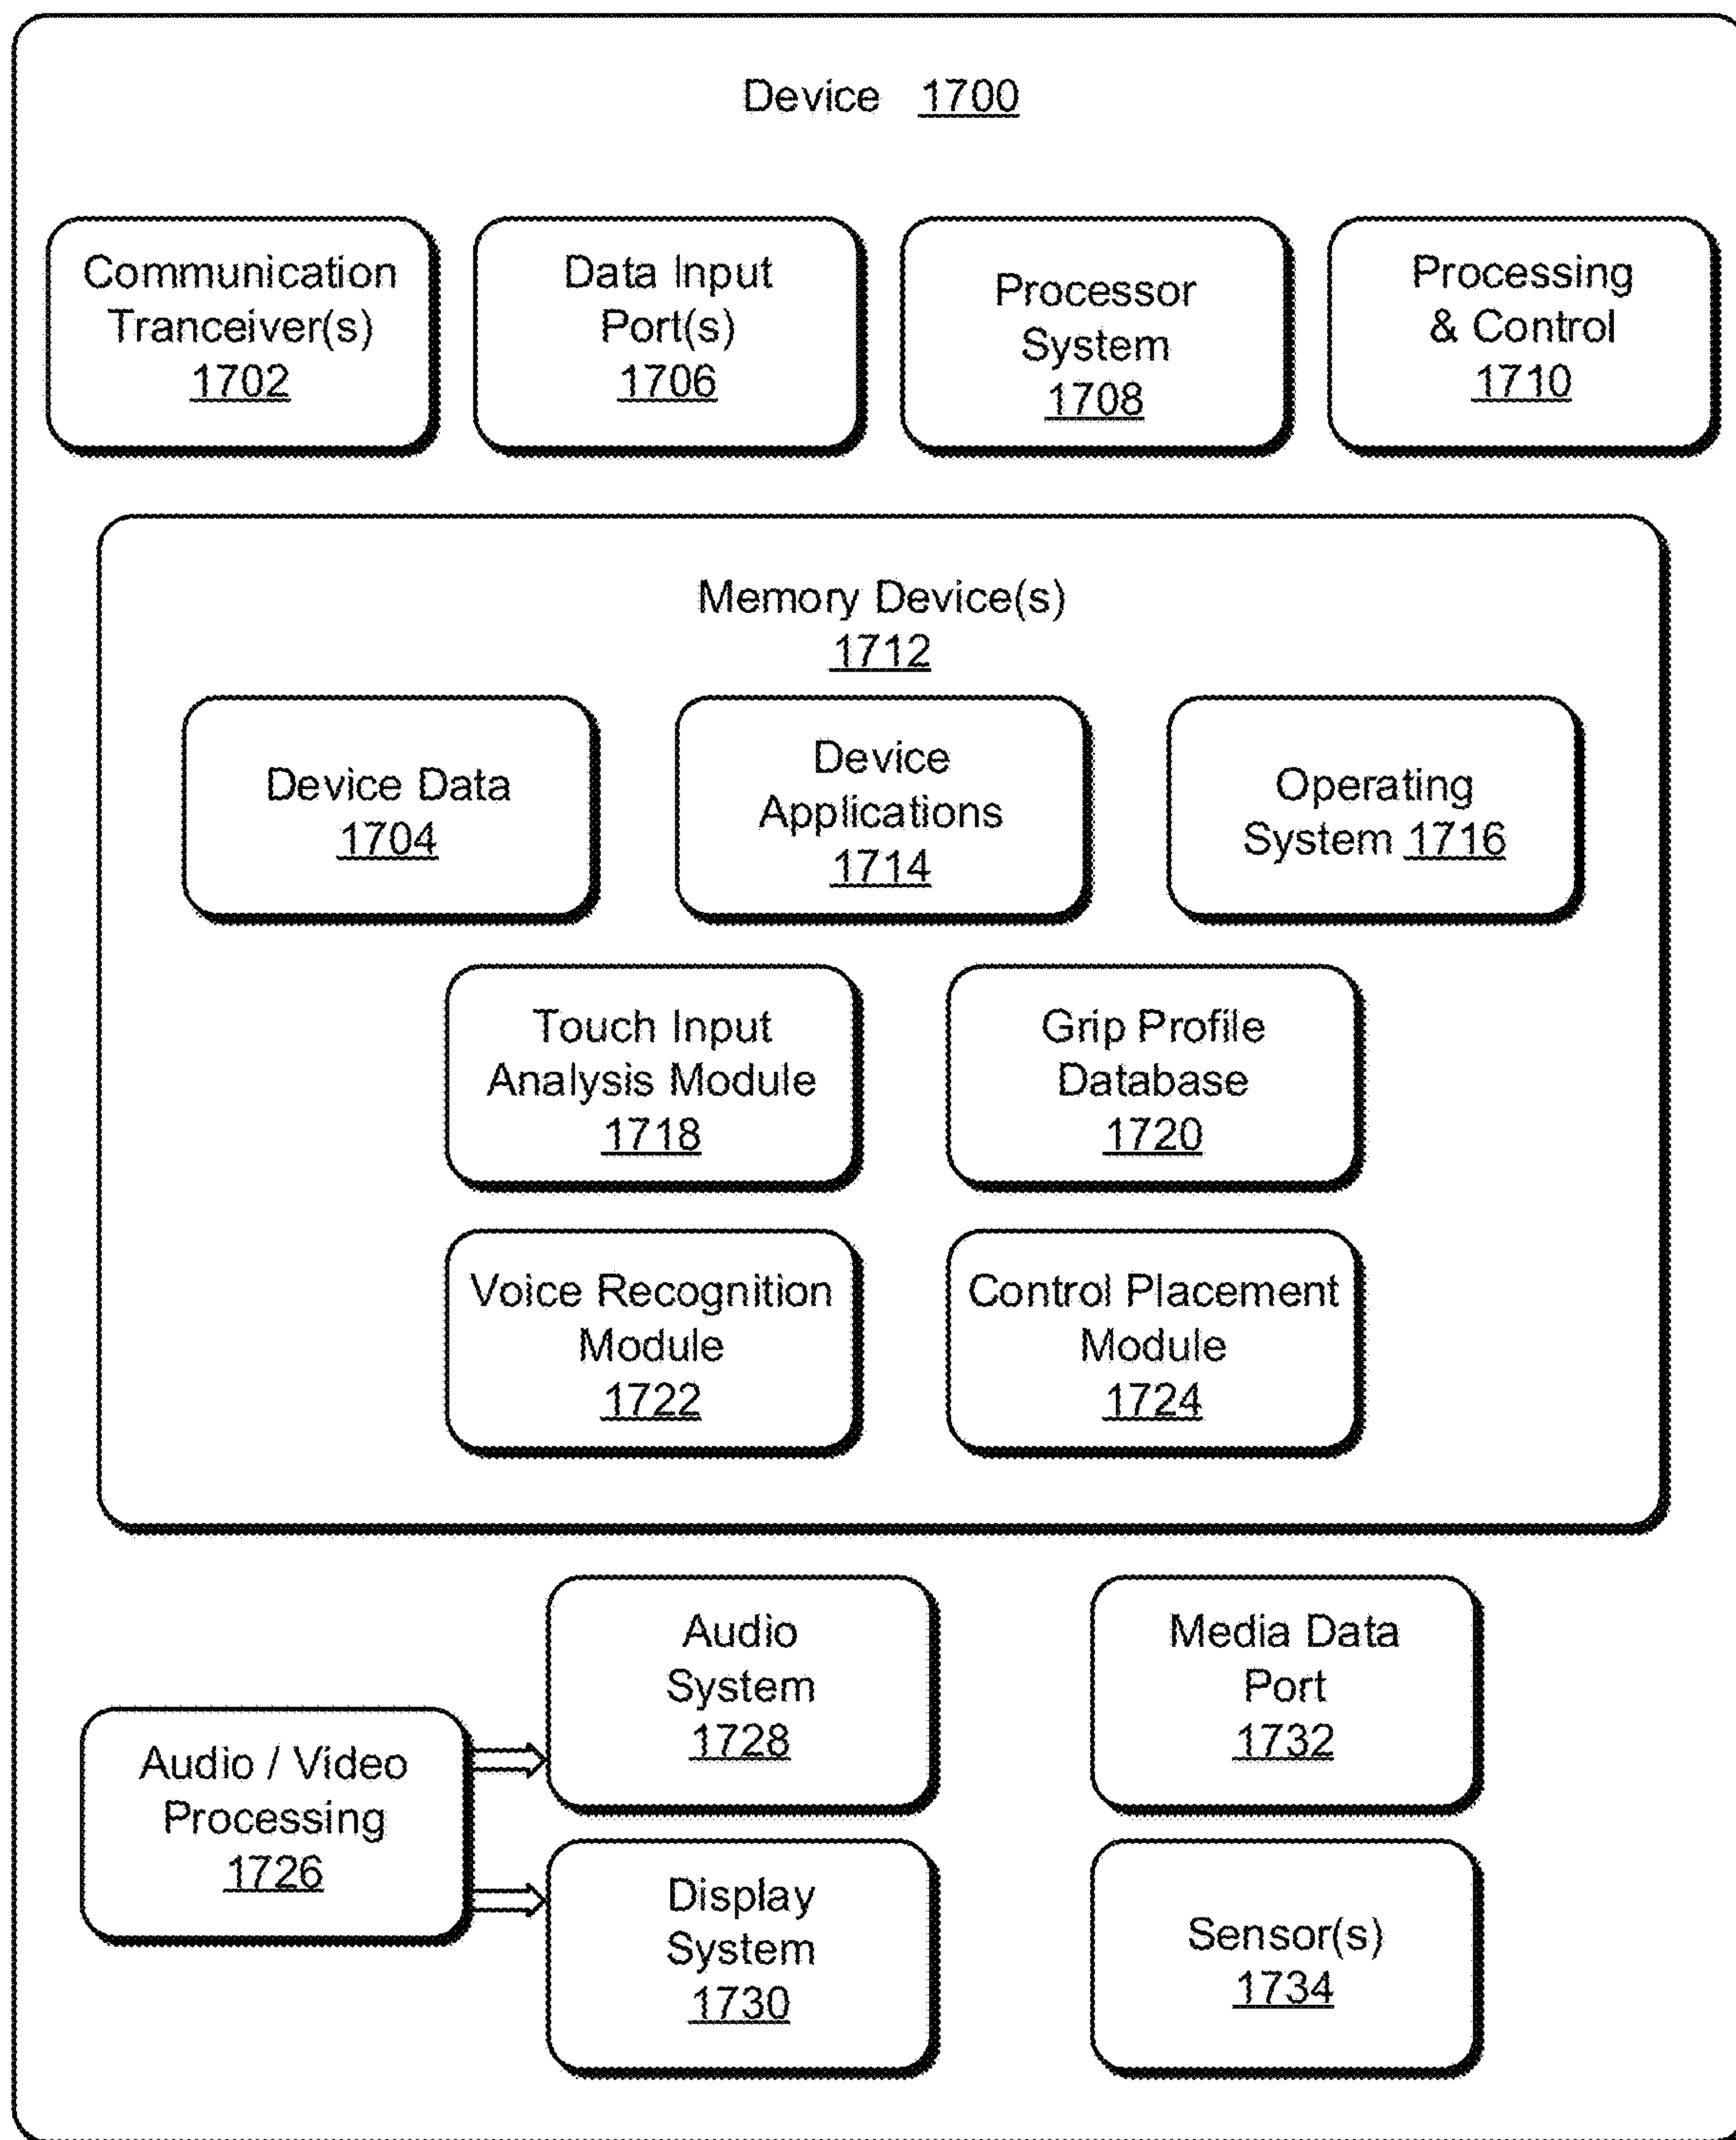 Device 1700
Communication
Tranceiver(s)
1702
Data Input
Port(s)
1706
Processor
System
1708
Processing
& Control
1710
Memory Device(s)
1712
Device Data
1704
Device
Applications
1714
Operating
System 1716
Touch Input
Analysis Module
1718
Grip Profile
Database
1720
Voice Recognition
Module
1722
Control Placement
Module
1724
Audio / Video
Processing
1726
Audio
System
1728
Display
System
1730
Media Data
Port
1732
Sensor(s)
1734